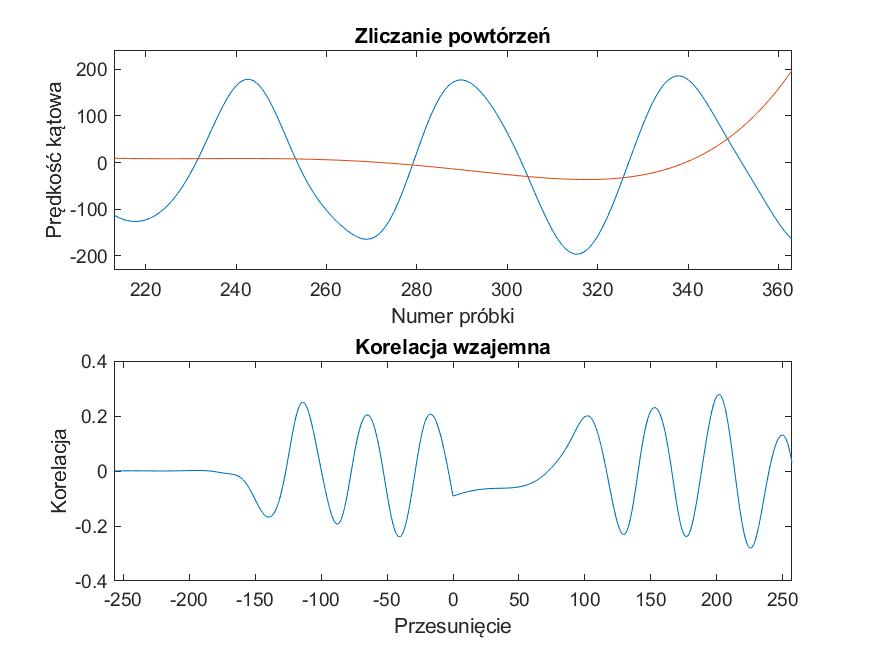 Zliczanie powtórzeń
200
100
0
-100
-200
Prędkość kątowa
220 240 260 280 300 320 340 360
Numer próbki
Korelacja wzajemna
0.4
0.2
0
-0.2
-0.4
Korelacja
-250 -200 -150 -100 -50 0 50 100 150 200 250
Przesunięcie